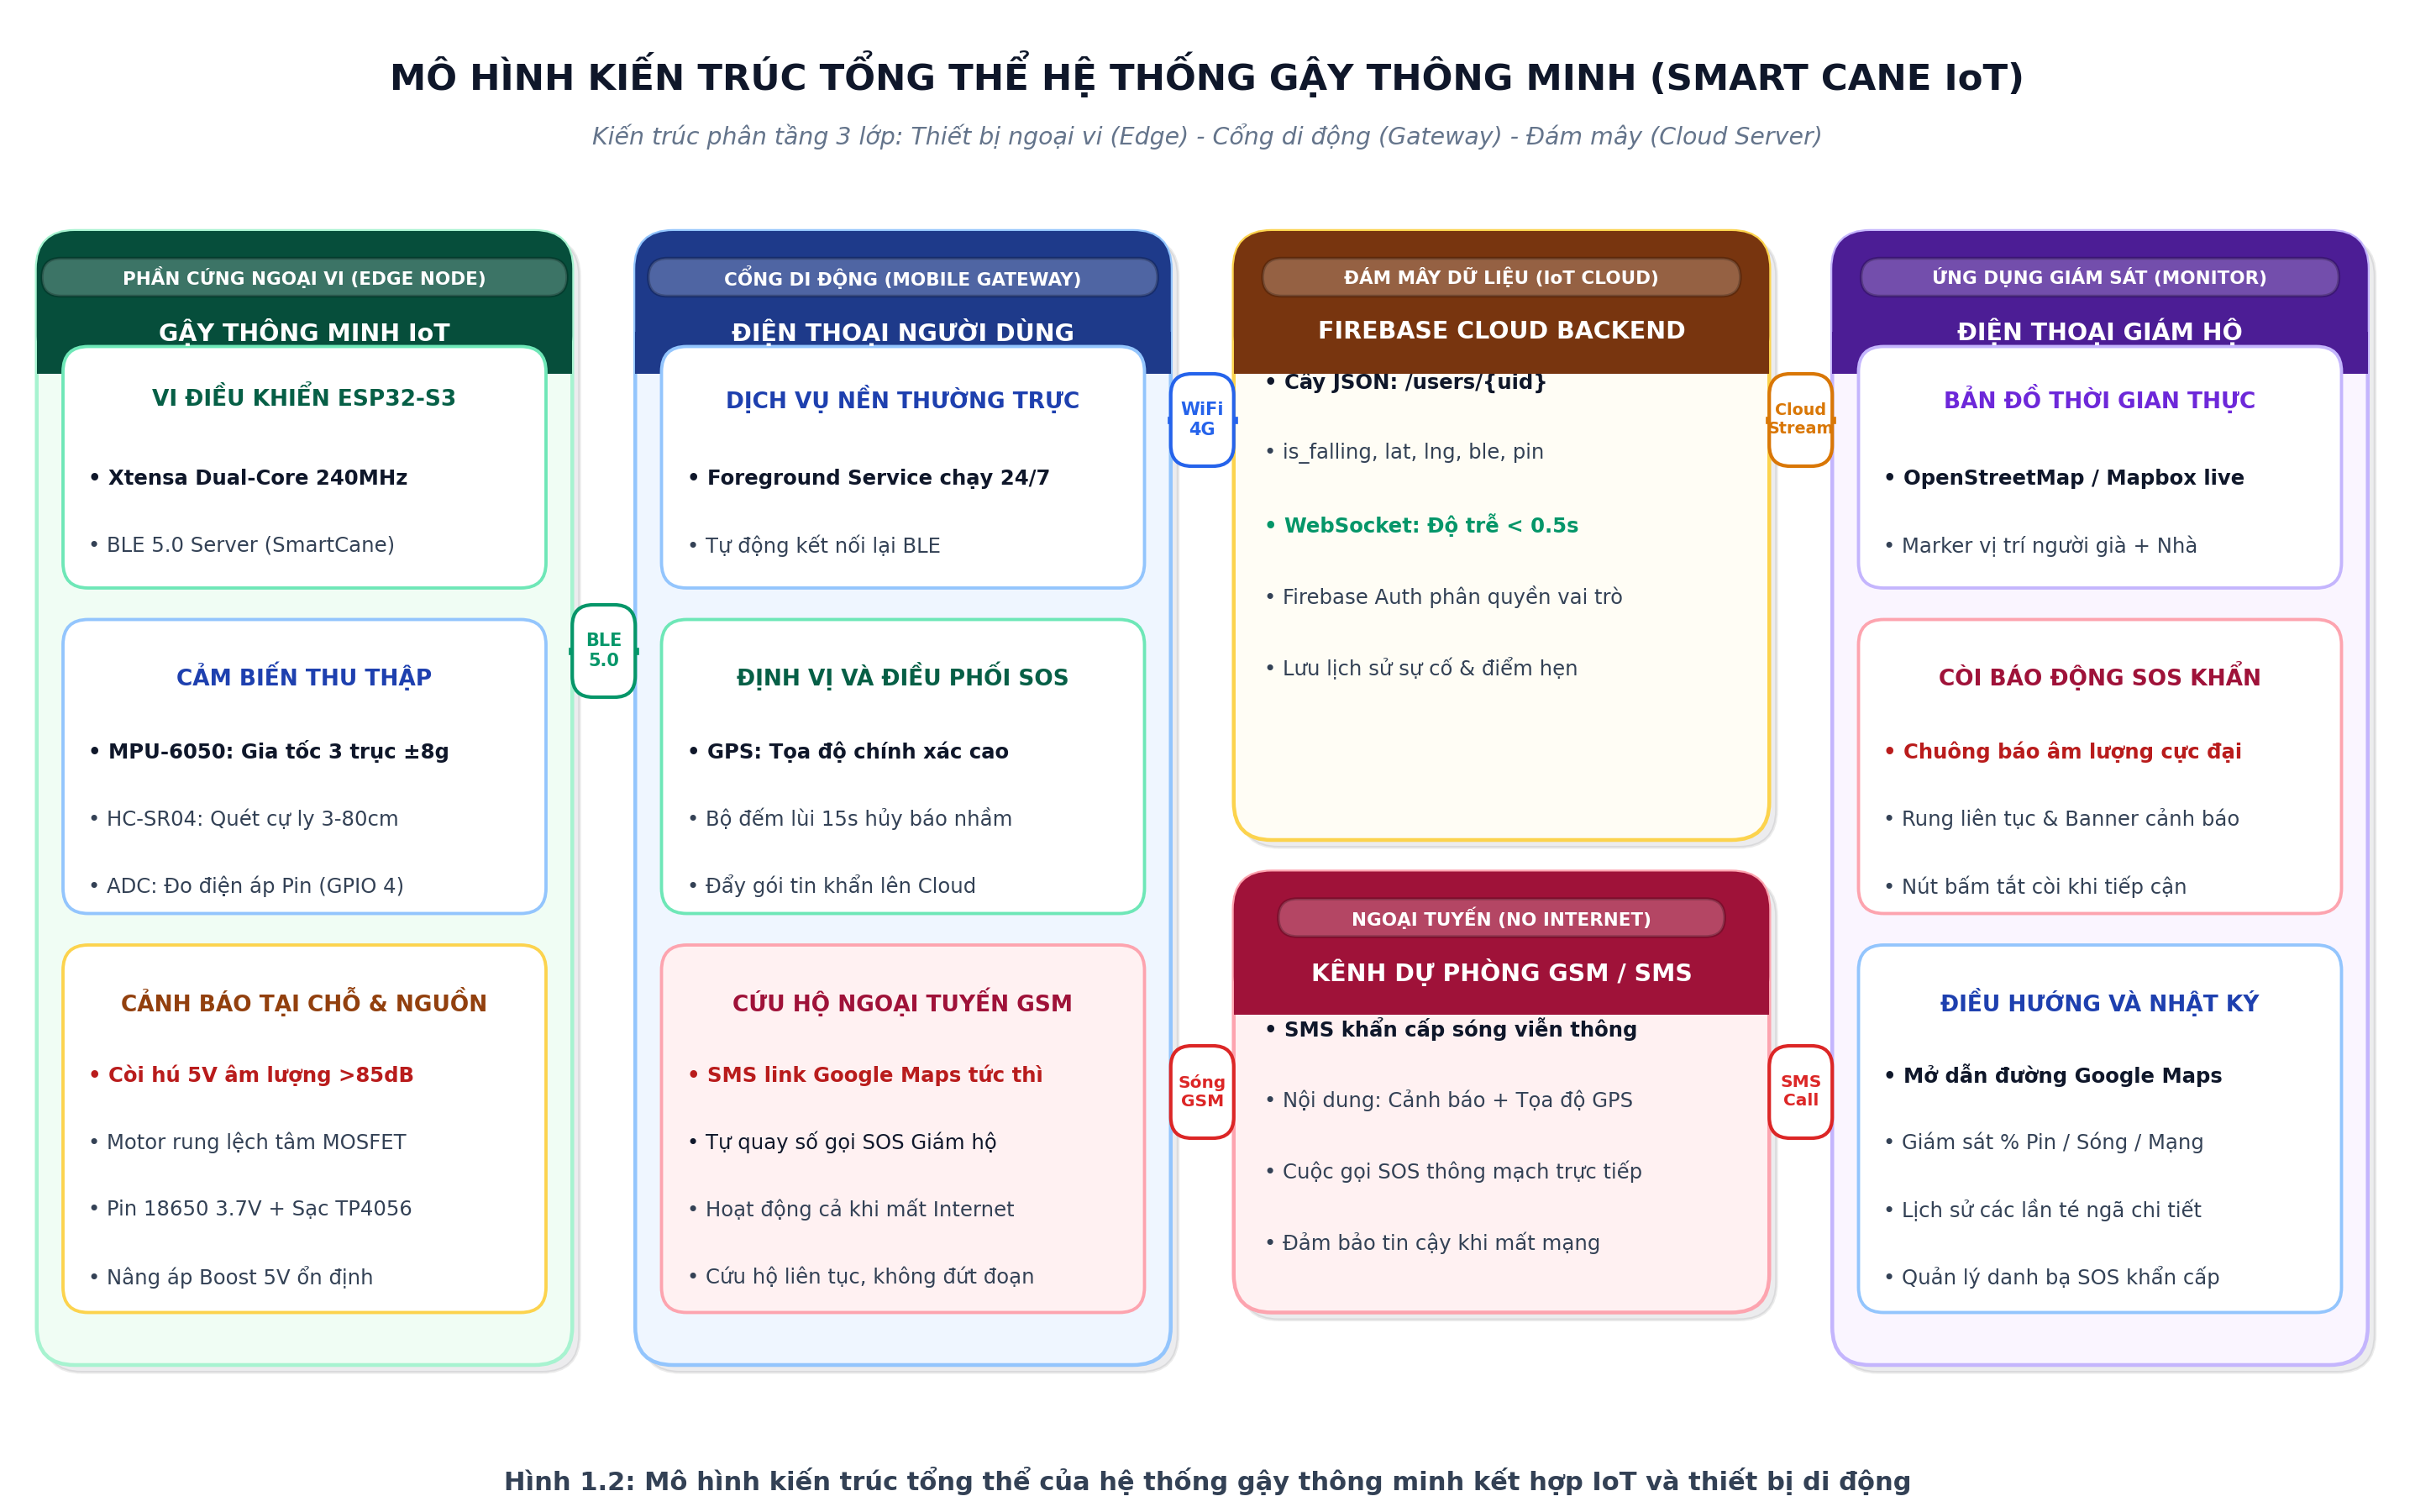 MÔ HÌNH KIẾN TRÚC TỔNG THỂ HỆ THỐNG GẬY THÔNG MINH (SMART CANE IoT)
Kiến trúc phân tầng 3 lớp: Thiết bị ngoại vi (Edge) - Cổng di động (Gateway) - Đám mây (Cloud Server)
PHẦN CỨNG NGOẠI VI (EDGE NODE)
GẬY THÔNG MINH IoT
VI ĐIỀU KHIỂN ESP32-S3
• Xtensa Dual-Core 240MHz
• BLE 5.0 Server (SmartCane)
CẢM BIẾN THU THẬP
• MPU-6050: Gia tốc 3 trục ±8g
• HC-SR04: Quét cự ly 3-80cm
• ADC: Đo điện áp Pin (GPIO 4)
CẢNH BÁO TẠI CHỖ & NGUỒN
• Còi hú 5V âm lượng >85dB
• Motor rung lệch tâm MOSFET
• Pin 18650 3.7V + Sạc TP4056
• Nâng áp Boost 5V ổn định
BLE
5.0
CỔNG DI ĐỘNG (MOBILE GATEWAY)
ĐIỆN THOẠI NGƯỜI DÙNG
DỊCH VỤ NỀN THƯỜNG TRỰC
• Foreground Service chạy 24/7
• Tự động kết nối lại BLE
ĐỊNH VỊ VÀ ĐIỀU PHỐI SOS
• GPS: Tọa độ chính xác cao
• Bộ đếm lùi 15s hủy báo nhầm
• Đẩy gói tin khẩn lên Cloud
CỨU HỘ NGOẠI TUYẾN GSM
• SMS link Google Maps tức thì
• Tự quay số gọi SOS Giám hộ
• Hoạt động cả khi mất Internet
• Cứu hộ liên tục, không đứt đoạn
WiFi
4G
Sóng
GSM
ĐÁM MÂY DỮ LIỆU (IoT CLOUD)
FIREBASE CLOUD BACKEND
• Cây JSON: /users/{uid}
• is_falling, lat, lng, ble, pin
• WebSocket: Độ trễ < 0.5s
• Firebase Auth phân quyền vai trò
• Lưu lịch sử sự cố & điểm hẹn
NGOẠI TUYẾN (NO INTERNET)
KÊNH DỰ PHÒNG GSM / SMS
• SMS khẩn cấp sóng viễn thông
• Nội dung: Cảnh báo + Tọa độ GPS
• Cuộc gọi SOS thông mạch trực tiếp
• Đảm bảo tin cậy khi mất mạng
Cloud
Stream
SMS
Call
ỨNG DỤNG GIÁM SÁT (MONITOR)
ĐIỆN THOẠI GIÁM HỘ
BẢN ĐỒ THỜI GIAN THỰC
• OpenStreetMap / Mapbox live
• Marker vị trí người già + Nhà
CÒI BÁO ĐỘNG SOS KHẨN
• Chuông báo âm lượng cực đại
• Rung liên tục & Banner cảnh báo
• Nút bấm tắt còi khi tiếp cận
ĐIỀU HƯỚNG VÀ NHẬT KÝ
• Mở dẫn đường Google Maps
• Giám sát % Pin / Sóng / Mạng
• Lịch sử các lần té ngã chi tiết
• Quản lý danh bạ SOS khẩn cấp
Hình 1.2: Mô hình kiến trúc tổng thể của hệ thống gậy thông minh kết hợp IoT và thiết bị di động